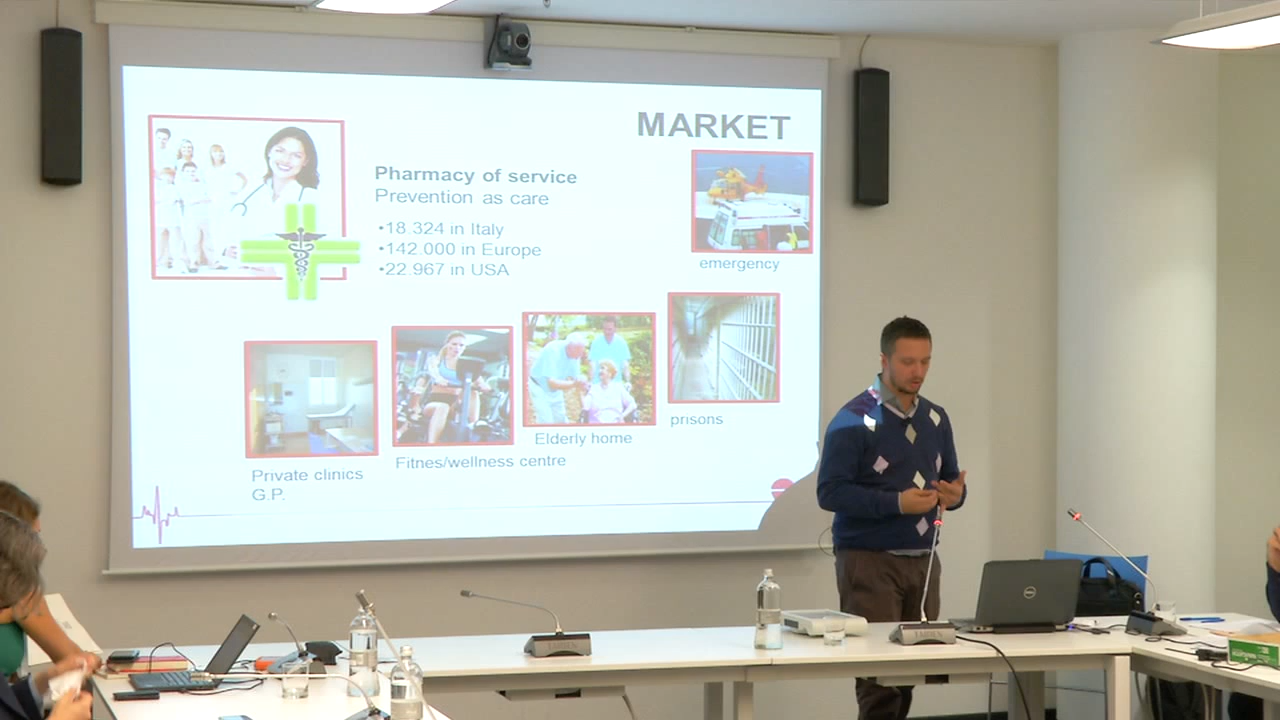 MARKET
Pharmacy of service
Prevention as care
•18.324 in Italy
•142.000 in Europe
•22.967 in USA
emergency
prisons
Elderly home
Fitnes/wellness centre
Private clinics
G.P.
DELL